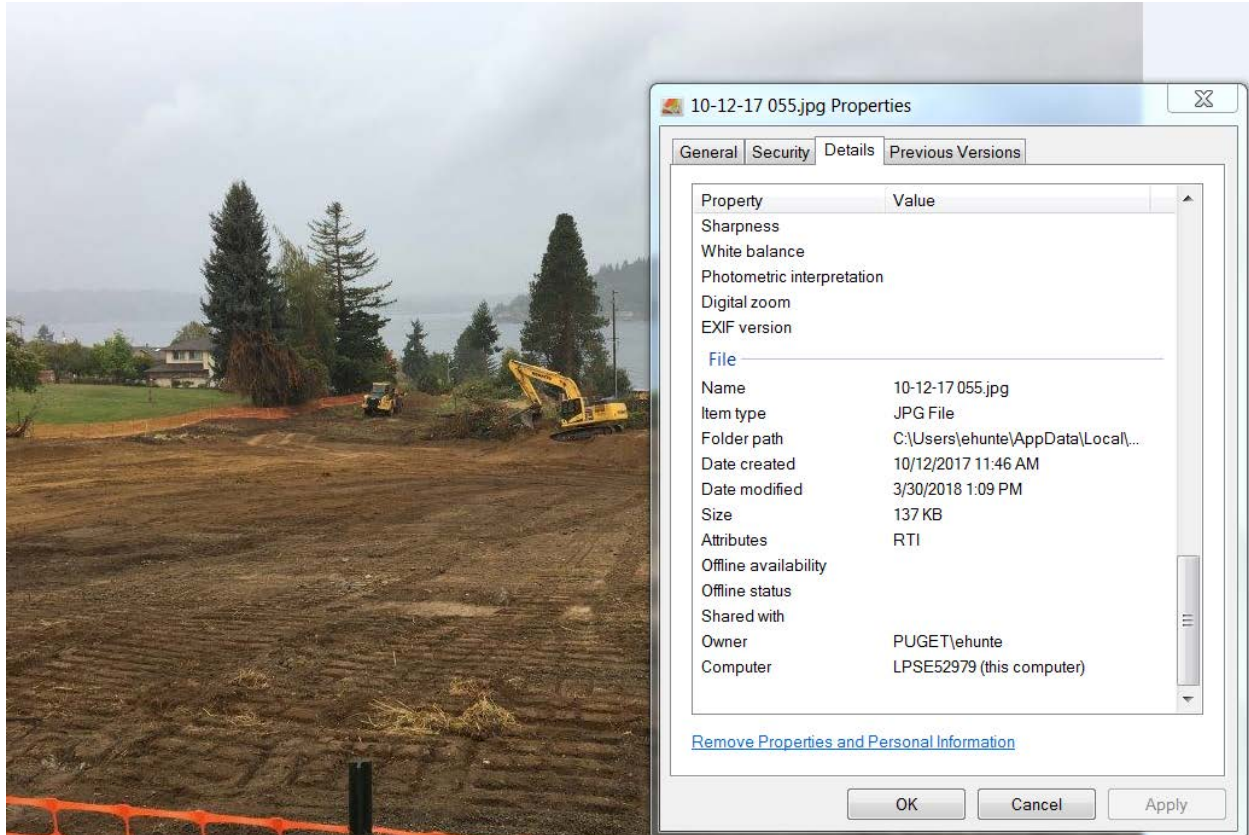 10-12-17 055.jpg Properties
General Security Details Previous Versions
Property Value
Sharpness
White balance
Photometric interpretation
Digital zoom
EXIF version
File
Name 10-12-17 055.jpg
Item type JPG File
Folder path C:\Users\ehunte\AppData\Local\...
Date created 10/12/2017 11:46 AM
Date modified 3/30/2018 1:09 PM
Size 137 KB
Attributes RTI
Offline availability
Offline status
Shared with
Owner PUGET\ehunte
Computer LPSE52979 (this computer)
Remove Properties and Personal Information
OK Cancel Apply